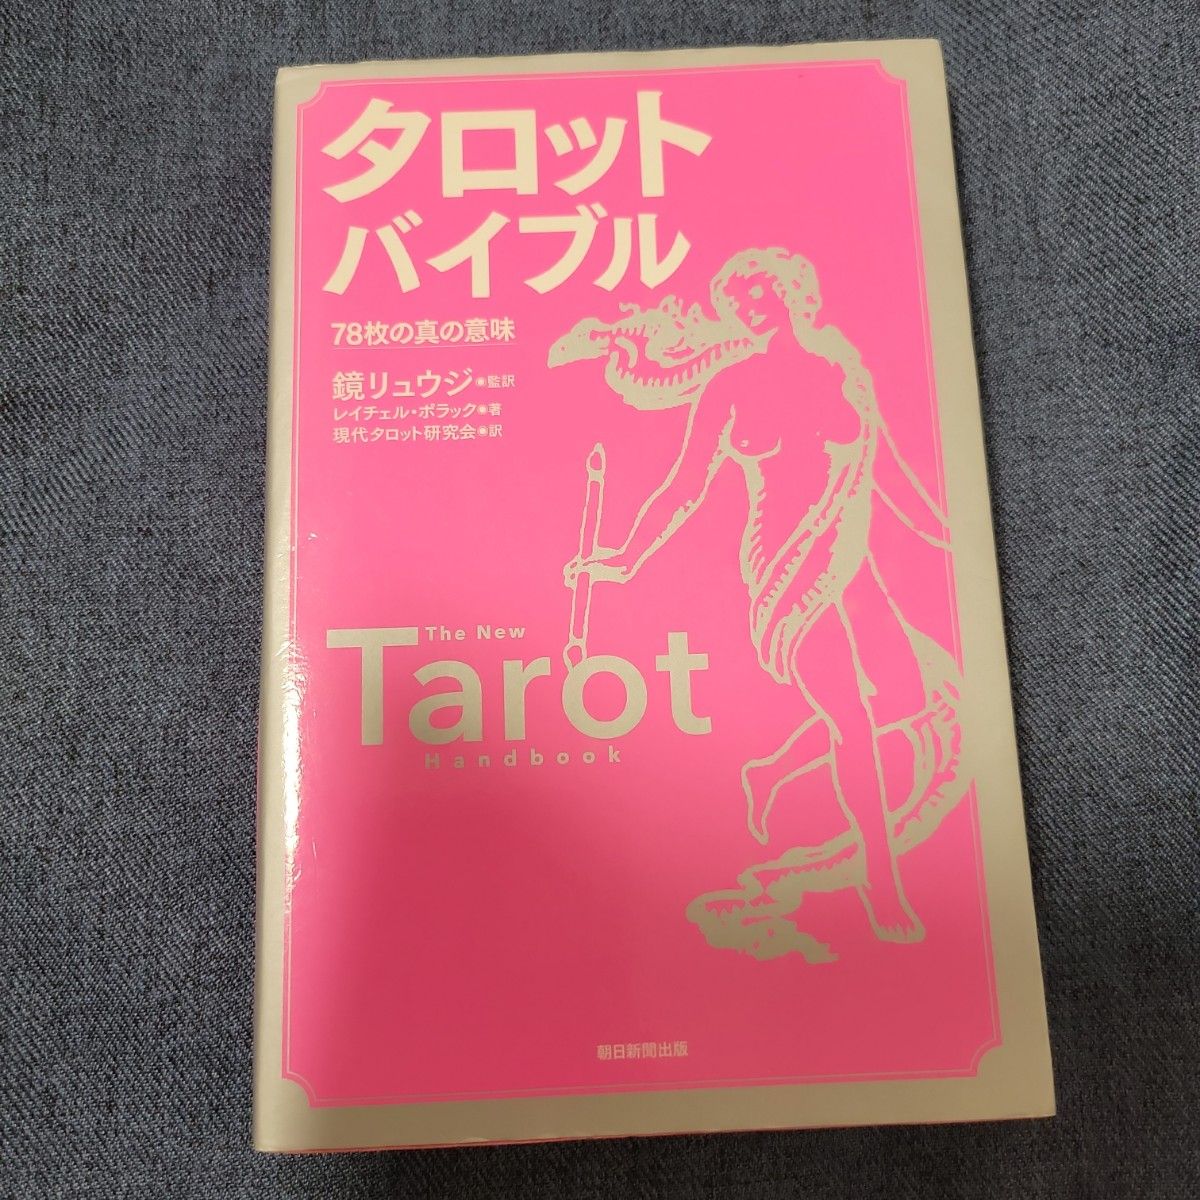 タロット
バイブル
78枚の真の意味
鏡リュウジ◉監訳
レイチェル・ポラック◉著
現代タロット研究会◉訳
The New
Tarot
Handbook
朝日新聞出版